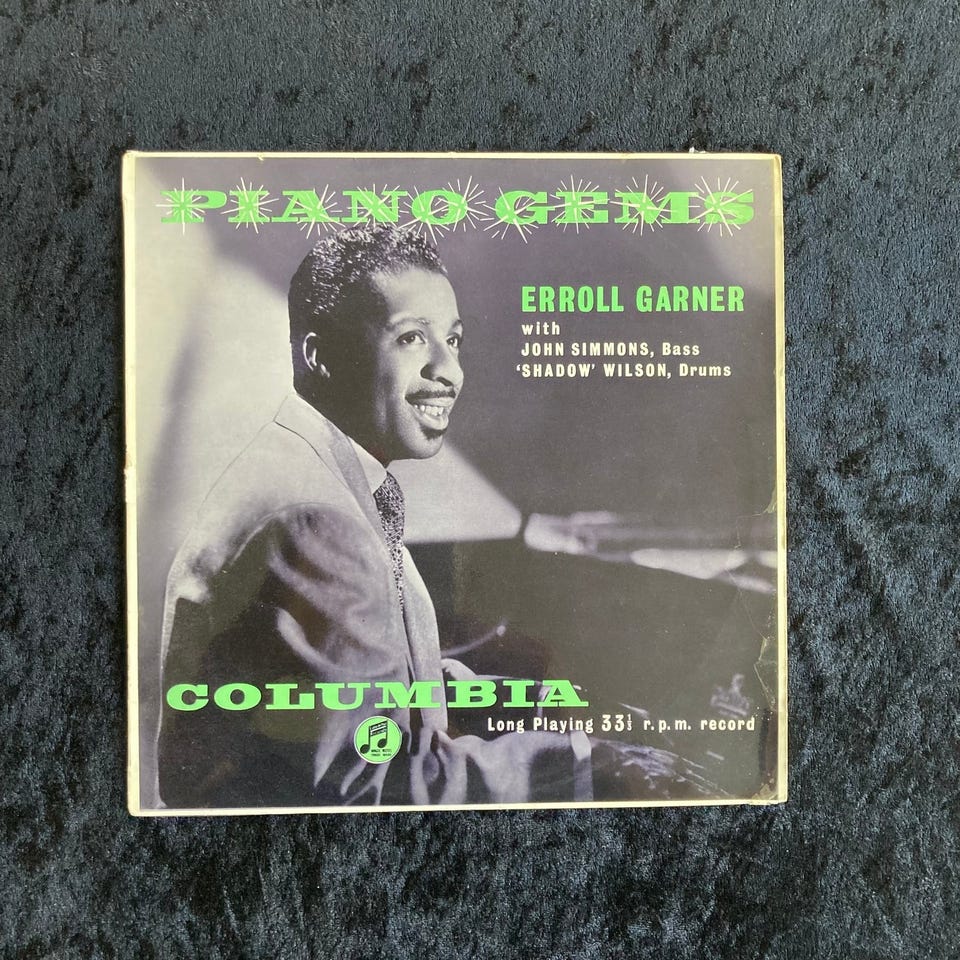 PIANO GEMS
ERROLL GARNER
with
JOHN SIMMONS, Bass
‘SHADOW’ WILSON, Drums
COLUMBIA
Long Playing 33⅓ r.p.m. record